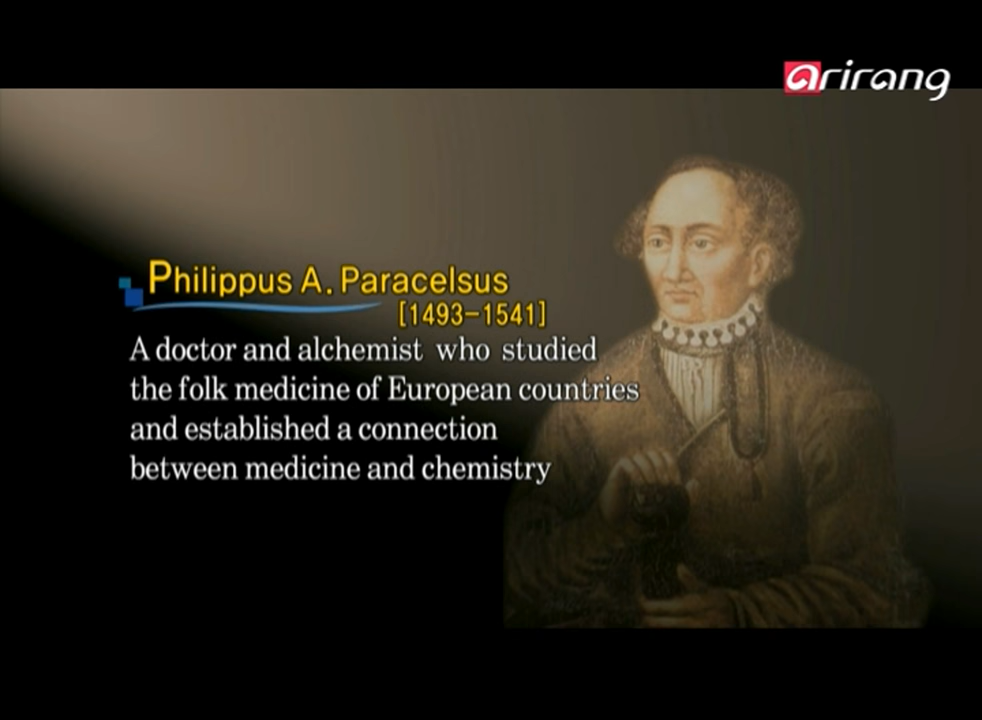 arirang
Philippus A. Paracelsus
[1493-1541]
A doctor and alchemist who studied
the folk medicine of European countries
and established a connection
between medicine and chemistry